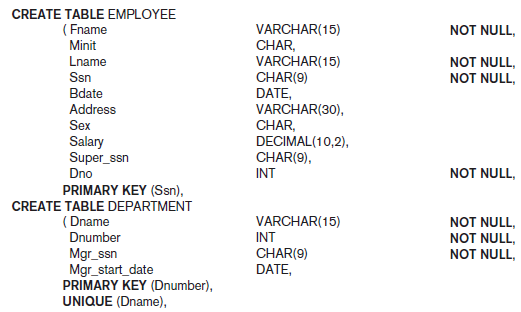 CREATE TABLE EMPLOYEE
( Fname VARCHAR(15) NOT NULL,
Minit CHAR,
Lname VARCHAR(15) NOT NULL,
Ssn CHAR(9) NOT NULL,
Bdate DATE,
Address VARCHAR(30),
Sex CHAR,
Salary DECIMAL(10,2),
Super_ssn CHAR(9),
Dno INT NOT NULL,
PRIMARY KEY (Ssn),
CREATE TABLE DEPARTMENT
( Dname VARCHAR(15) NOT NULL,
Dnumber INT NOT NULL,
Mgr_ssn CHAR(9) NOT NULL,
Mgr_start_date DATE,
PRIMARY KEY (Dnumber),
UNIQUE (Dname),